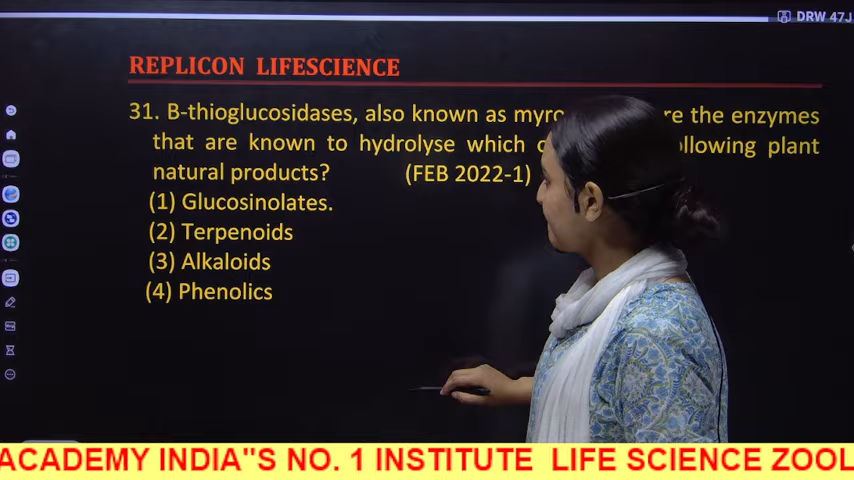 DRW 47J
REPLICON LIFESCIENCE
31. B-thioglucosidases, also known as myro re the enzymes
that are known to hydrolyse which ollowing plant
natural products? (FEB 2022-1)
(1) Glucosinolates.
(2) Terpenoids
(3) Alkaloids
(4) Phenolics
ACADEMY INDIA"S NO. 1 INSTITUTE LIFE SCIENCE ZOOL